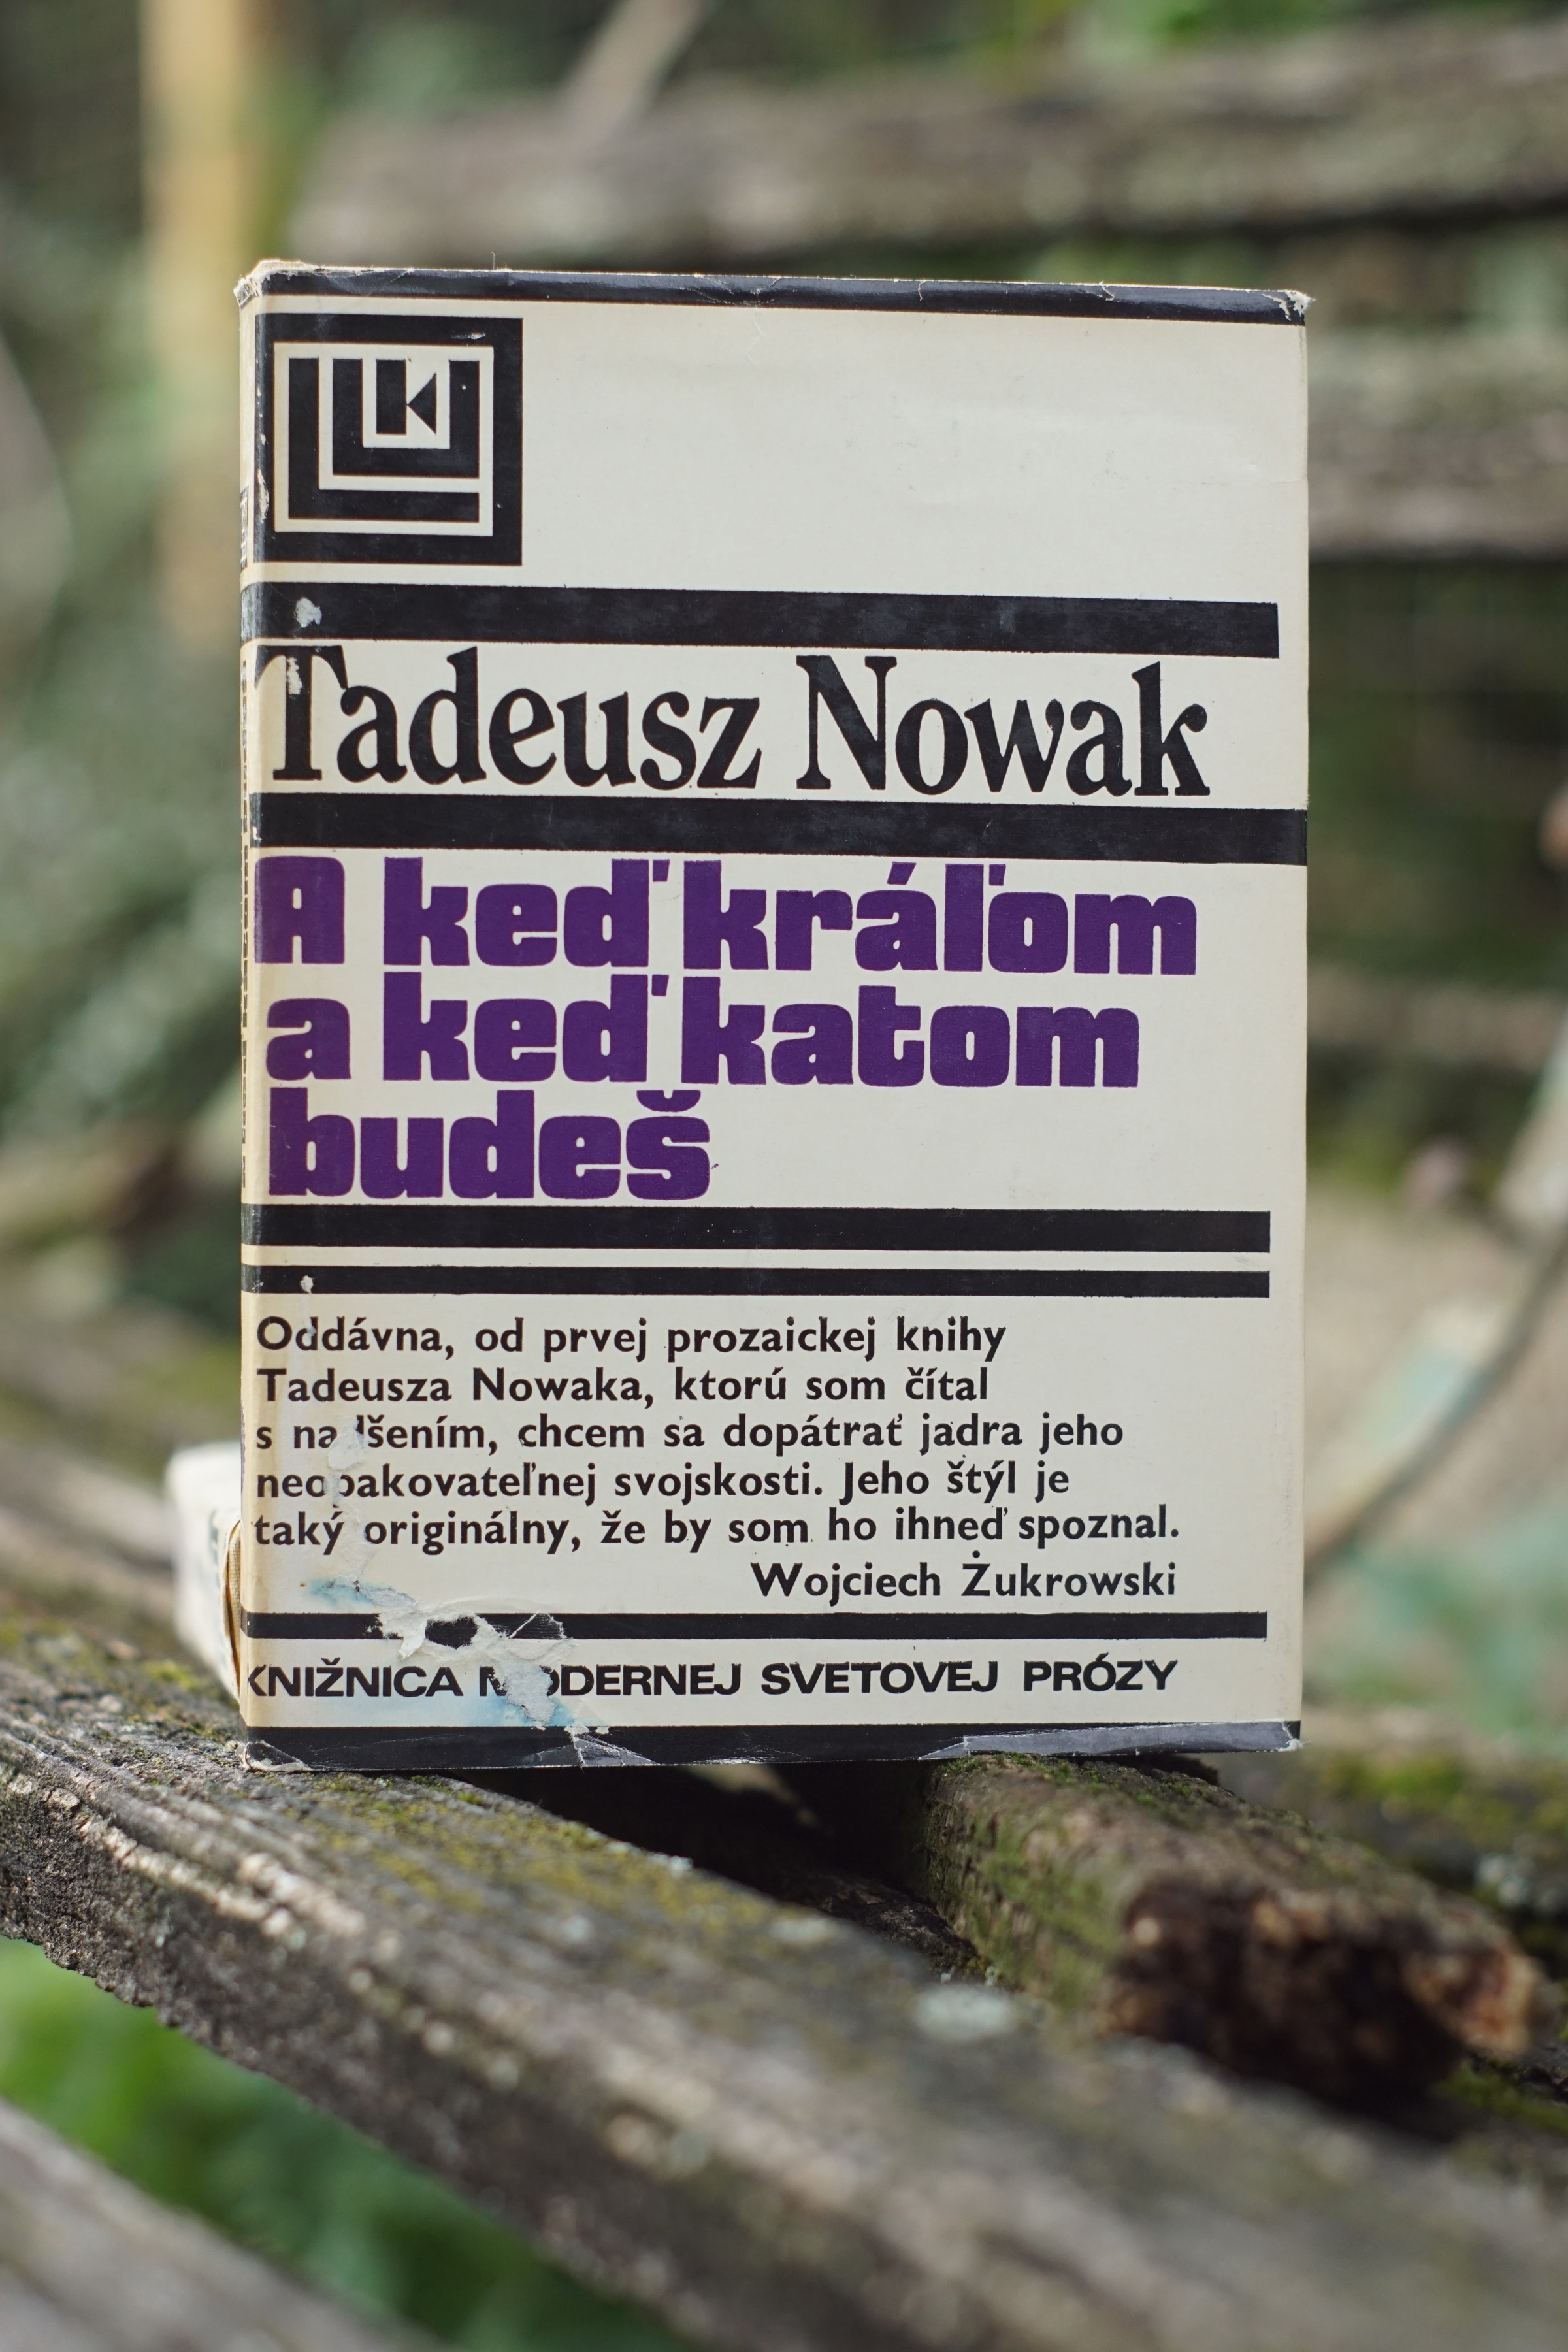 Tadeusz Nowak
A keď kráľom
a keď katom
budeš
Oddávna, od prvej prozaickej knihy
Tadeusza Nowaka, ktorú som čítal
s nadšením, chcem sa dopátrať jadra jeho
neopakovateľnej svojskosti. Jeho štýl je
taký originálny, že by som ho ihneď spoznal.
Wojciech Żukrowski
KNIŽNICA MODERNEJ SVETOVEJ PRÓZY